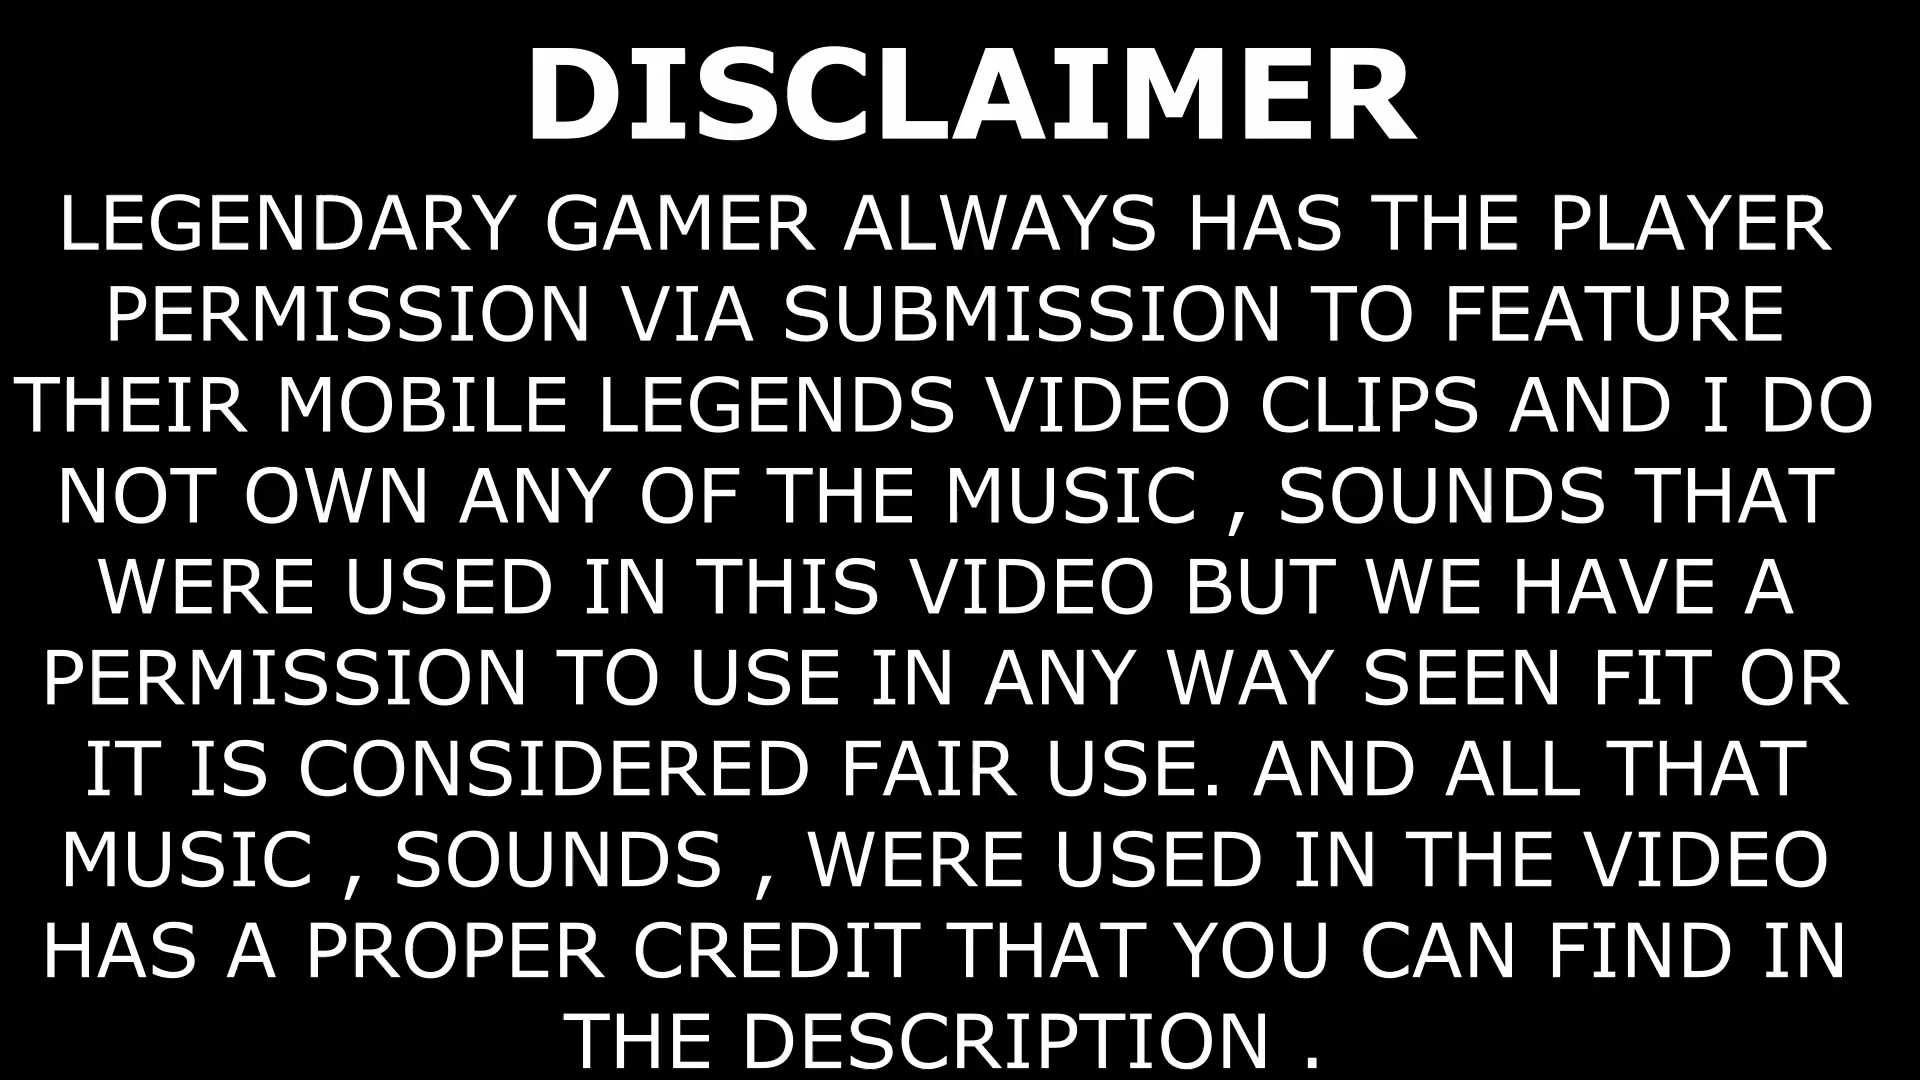 DISCLAIMER
LEGENDARY GAMER ALWAYS HAS THE PLAYER
PERMISSION VIA SUBMISSION TO FEATURE
THEIR MOBILE LEGENDS VIDEO CLIPS AND I DO
NOT OWN ANY OF THE MUSIC , SOUNDS THAT
WERE USED IN THIS VIDEO BUT WE HAVE A
PERMISSION TO USE IN ANY WAY SEEN FIT OR
IT IS CONSIDERED FAIR USE. AND ALL THAT
MUSIC , SOUNDS , WERE USED IN THE VIDEO
HAS A PROPER CREDIT THAT YOU CAN FIND IN
THE DESCRIPTION .